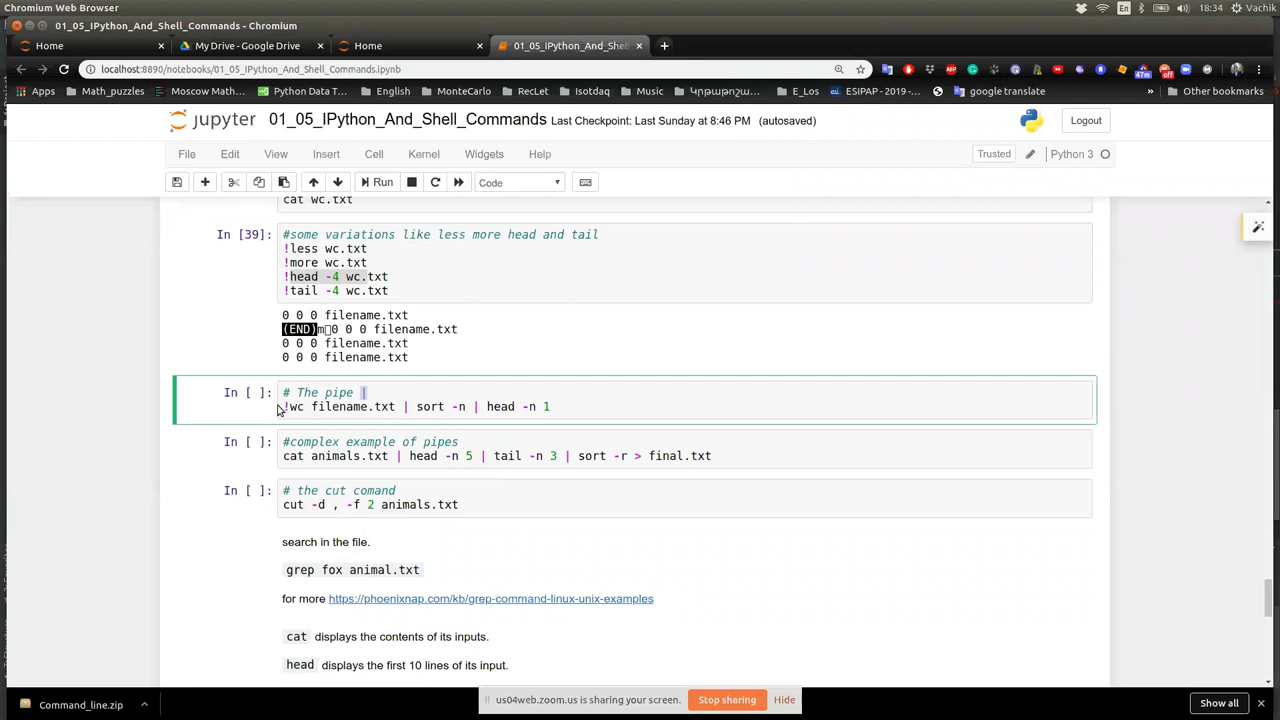 Chromium Web Browser
En
18:34
Vachik
01_05_IPython_And_Shell_Commands - Chromium
Home
My Drive - Google Drive
Home
01_05_IPython_And_Shel
localhost:8890/notebooks/01_05_IPython_And_Shell_Commands.ipynb
47m
off
Apps
Math_puzzles
Moscow Math...
Python Data T...
English
MonteCarlo
RecLet
Isotdaq
Music
E_Los
ESIPAP - 2019 -...
google translate
Other bookmarks
jupyter
01_05_IPython_And_Shell_Commands
Last Checkpoint: Last Sunday at 8:46 PM (autosaved)
Logout
File
Edit
View
Insert
Cell
Kernel
Widgets
Help
Trusted
Python 3
Run
Code
cat wc.txt
In [39]:
#some variations like less more head and tail
!less wc.txt
!more wc.txt
!head -4 wc.txt
!tail -4 wc.txt
0 0 0 filename.txt
(END)m 0 0 0 filename.txt
0 0 0 filename.txt
0 0 0 filename.txt
In [ ]:
# The pipe |
!wc filename.txt | sort -n | head -n 1
In [ ]:
#complex example of pipes
cat animals.txt | head -n 5 | tail -n 3 | sort -r > final.txt
In [ ]:
# the cut comand
cut -d , -f 2 animals.txt
search in the file.
grep fox animal.txt
for more https://phoenixnap.com/kb/grep-command-linux-unix-examples
cat displays the contents of its inputs.
head displays the first 10 lines of its input.
us04web.zoom.us is sharing your screen.
Stop sharing
Hide
Command_line.zip
Show all